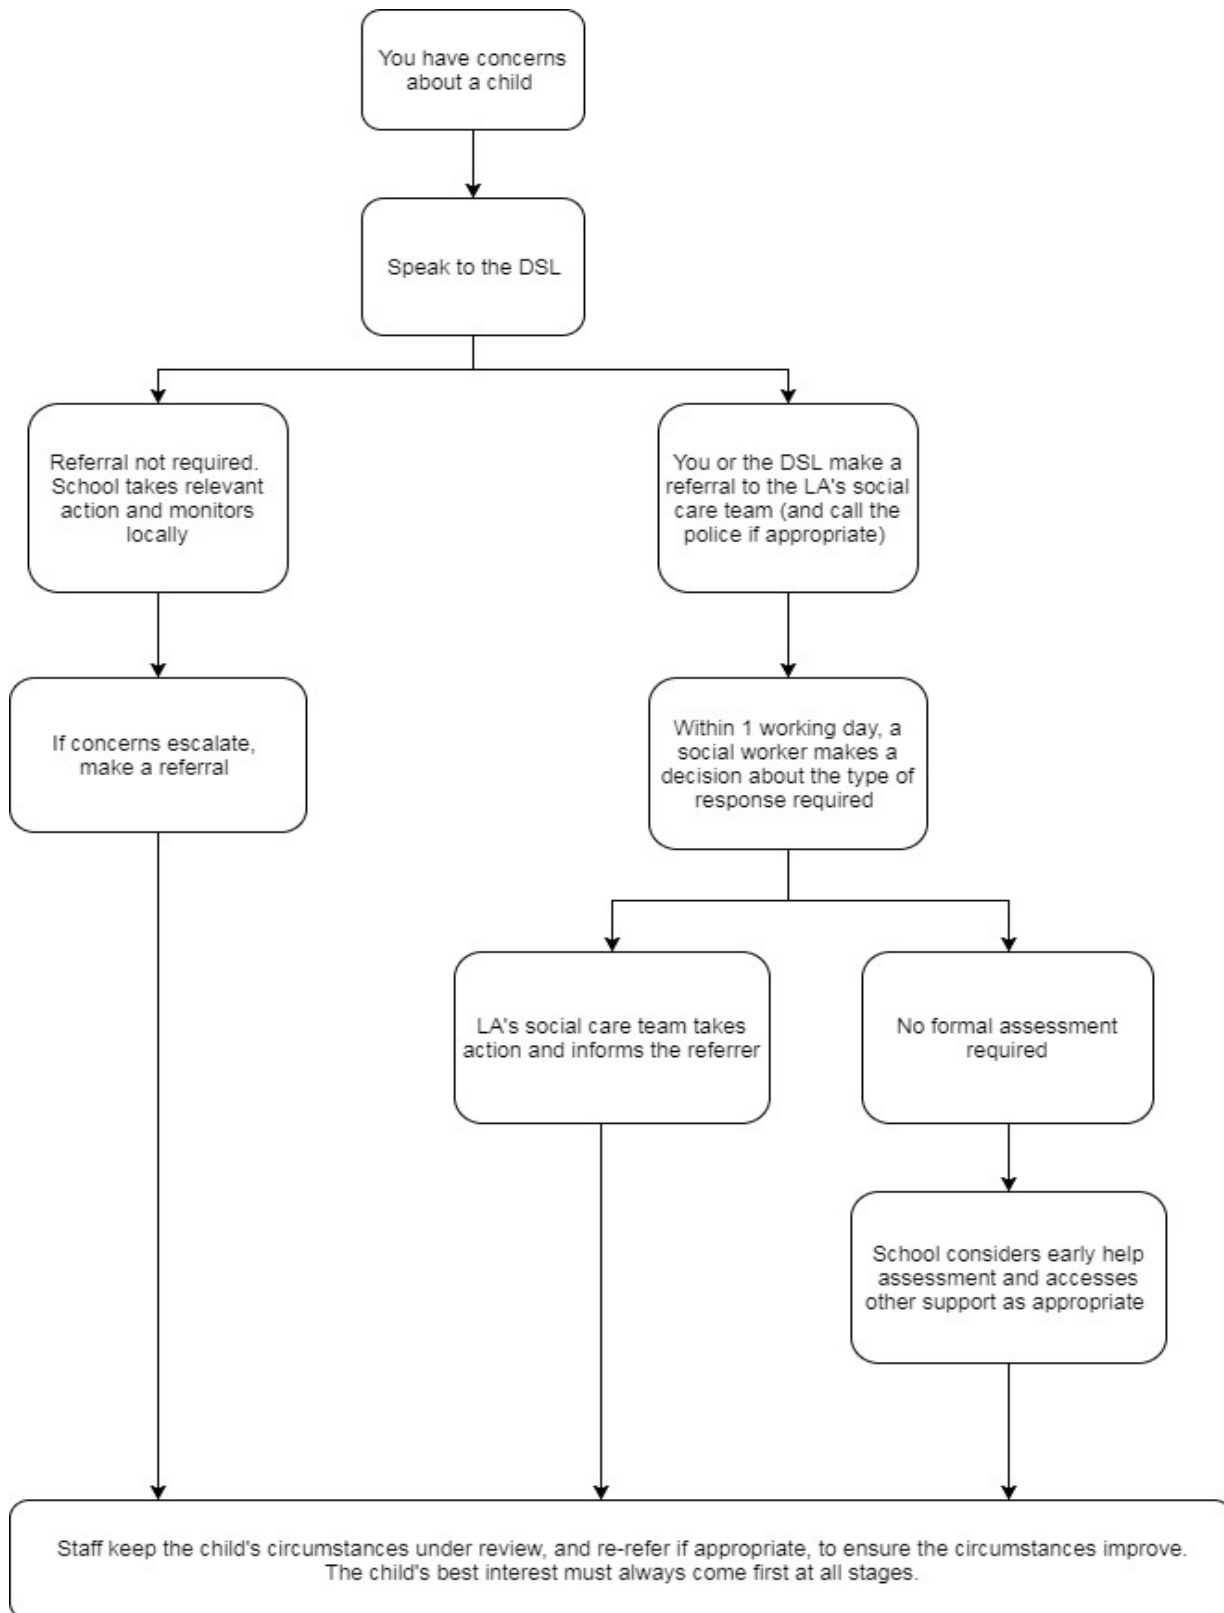 You have concerns
about a child
Speak to the DSL
Referral not required.
School takes relevant
action and monitors
locally
You or the DSL make a
referral to the LA's social
care team (and call the
police if appropriate)
If concerns escalate,
make a referral
Within 1 working day, a
social worker makes a
decision about the type of
response required
LA's social care team takes
action and informs the referrer
No formal assessment
required
School considers early help
assessment and accesses
other support as appropriate
Staff keep the child's circumstances under review, and re-refer if appropriate, to ensure the circumstances improve.
The child's best interest must always come first at all stages.